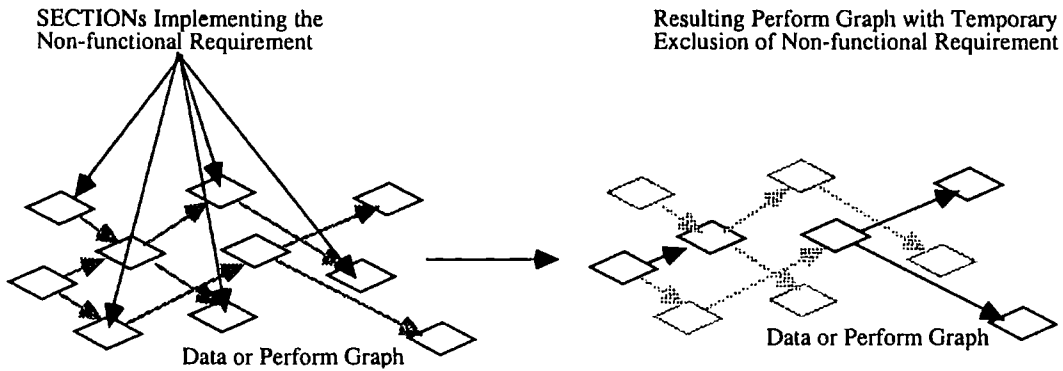 SECTIONs Implementing the
Non-functional Requirement
Resulting Perform Graph with Temporary
Exclusion of Non-functional Requirement
Data or Perform Graph
Data or Perform Graph